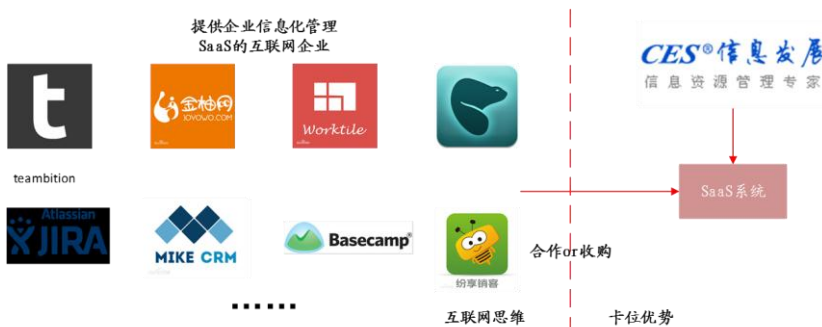 提供企业信息化管理
SaaS的互联网企业
CES®信息发展
信息资源管理专家
t
金柚网
JOYOWO.COM
Worktile
SaaS系统
teambition
Atlassian
JIRA
MIKE CRM
Basecamp®
合作or收购
纷享销客
······
互联网思维
卡位优势